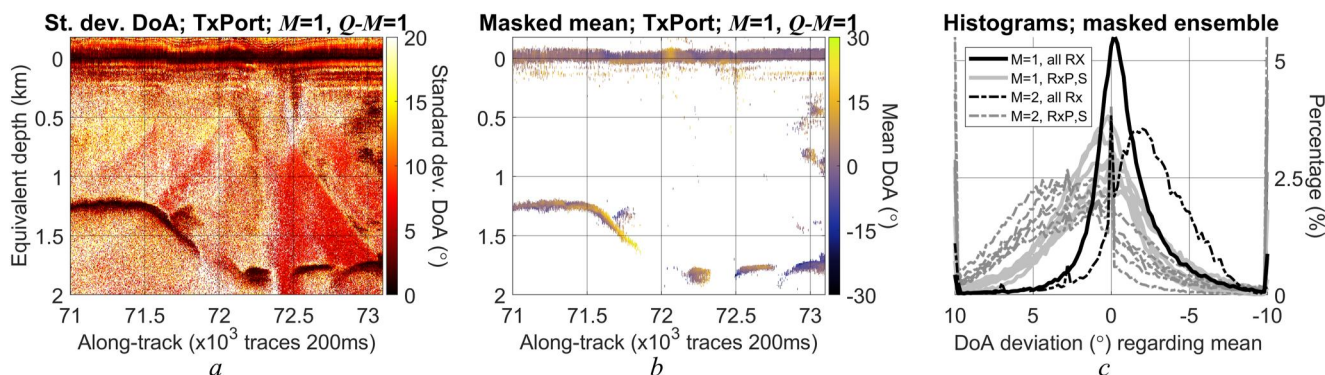 St. dev. DoA; TxPort; M=1, Q-M=1
Equivalent depth (km)
0
0.5
1
1.5
2
71
71.5
72
72.5
73
Along-track (x10³ traces 200ms)
20
15
10
5
0
Standard dev. DoA (°)
a
Masked mean; TxPort; M=1, Q-M=1
0
0.5
1
1.5
2
71
71.5
72
72.5
73
Along-track (x10³ traces 200ms)
30
15
0
-15
-30
Mean DoA (°)
b
Histograms; masked ensemble
M=1, all RX
M=1, RxP,S
M=2, all Rx
M=2, RxP,S
5
2.5
0
Percentage (%)
10
5
0
-5
-10
DoA deviation (°) regarding mean
c